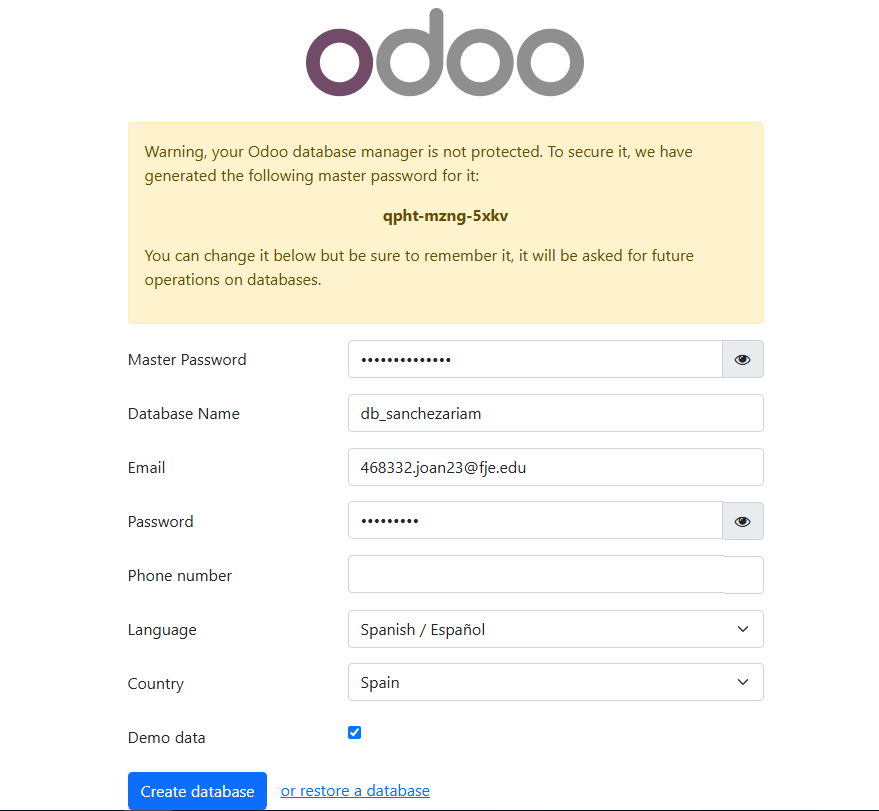 odoo
Warning, your Odoo database manager is not protected. To secure it, we have
generated the following master password for it:
qpht-mzng-5xkv
You can change it below but be sure to remember it, it will be asked for future
operations on databases.
Master Password ••••••••••••••
Database Name db_sanchezariam
Email 468332.joan23@fje.edu
Password •••••••••
Phone number
Language Spanish / Español
Country Spain
Demo data
Create database or restore a database